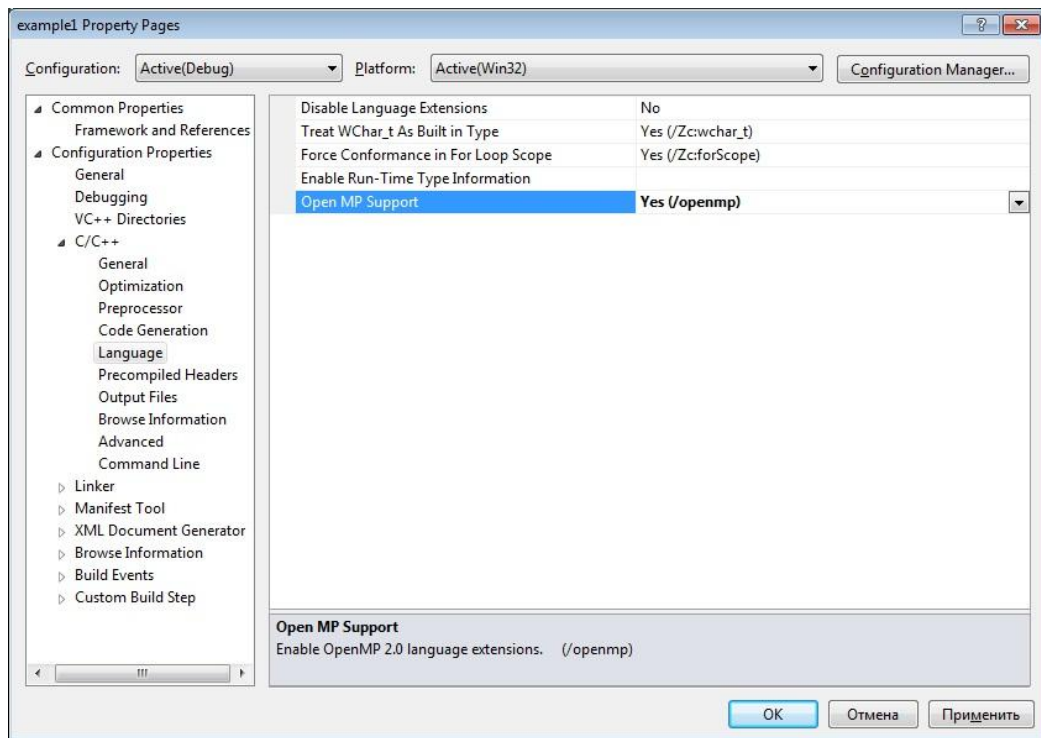 example1 Property Pages
Configuration: Active(Debug) Platform: Active(Win32) Configuration Manager...
Common Properties
Framework and References
Configuration Properties
General
Debugging
VC++ Directories
C/C++
General
Optimization
Preprocessor
Code Generation
Language
Precompiled Headers
Output Files
Browse Information
Advanced
Command Line
Linker
Manifest Tool
XML Document Generator
Browse Information
Build Events
Custom Build Step
Disable Language Extensions No
Treat WChar_t As Built in Type Yes (/Zc:wchar_t)
Force Conformance in For Loop Scope Yes (/Zc:forScope)
Enable Run-Time Type Information
Open MP Support Yes (/openmp)
Open MP Support
Enable OpenMP 2.0 language extensions. (/openmp)
OK Отмена Применить